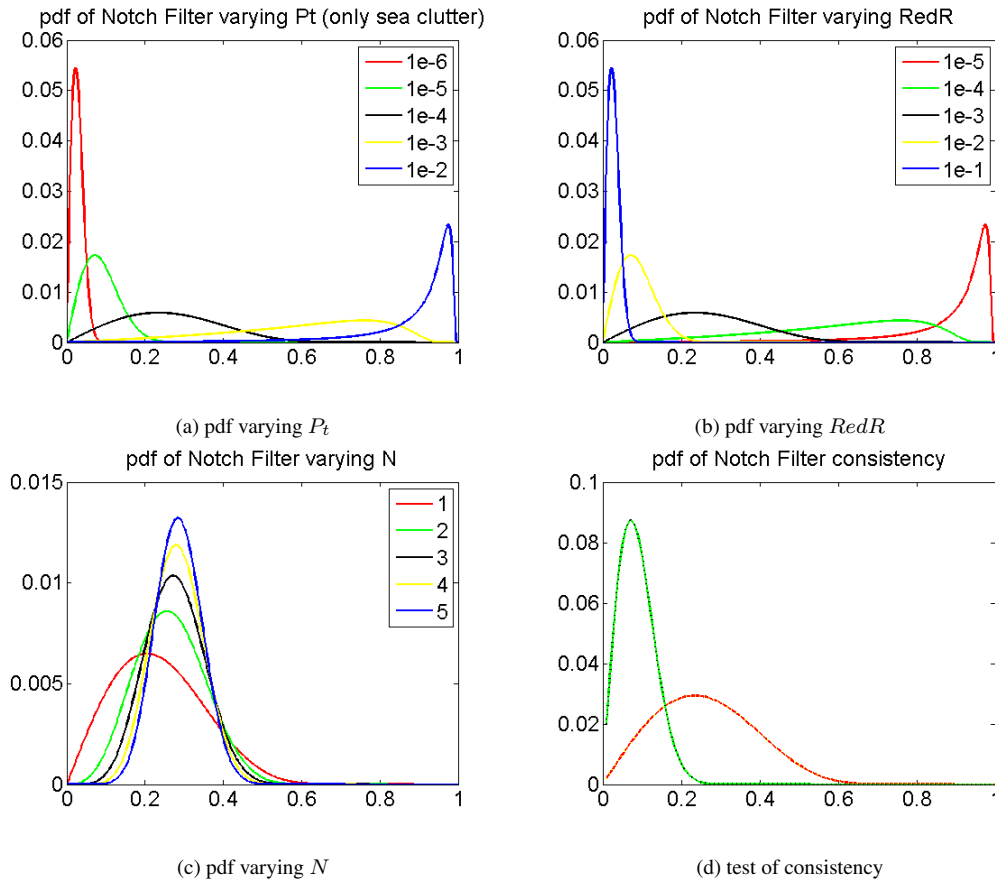 pdf of Notch Filter varying Pt (only sea clutter)
0.06
0.05
0.04
0.03
0.02
0.01
0
0
0.2
0.4
0.6
0.8
1
1e-6
1e-5
1e-4
1e-3
1e-2
(a) pdf varying Pt
pdf of Notch Filter varying RedR
0.06
0.05
0.04
0.03
0.02
0.01
0
0
0.2
0.4
0.6
0.8
1
1e-5
1e-4
1e-3
1e-2
1e-1
(b) pdf varying RedR
pdf of Notch Filter varying N
0.015
0.01
0.005
0
0
0.2
0.4
0.6
0.8
1
1
2
3
4
5
(c) pdf varying N
pdf of Notch Filter consistency
0.1
0.08
0.06
0.04
0.02
0
0
0.2
0.4
0.6
0.8
1
(d) test of consistency